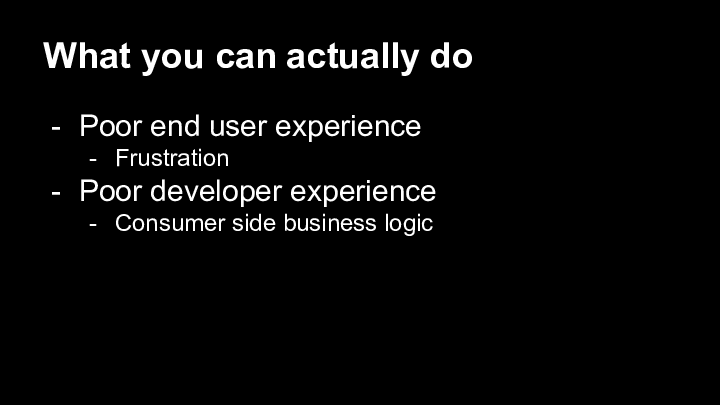 What you can actually do
- Poor end user experience
- Frustration
- Poor developer experience
- Consumer side business logic